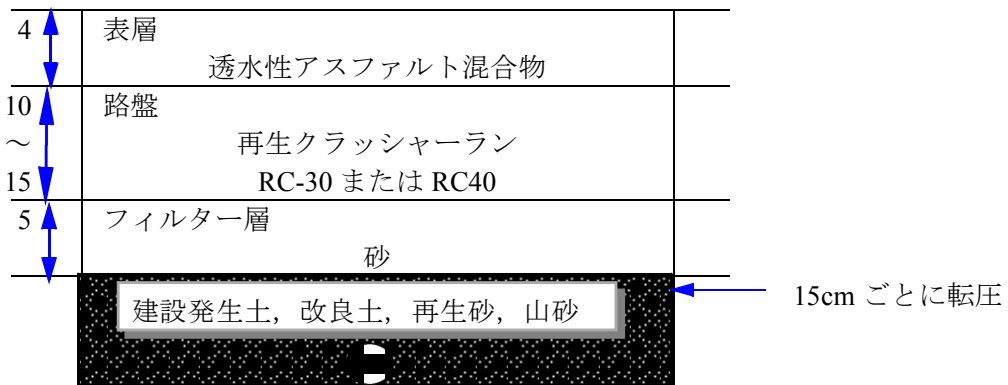 4
表層
透水性アスファルト混合物
10
～
15
路盤
再生クラッシャーラン
RC-30 または RC40
5
フィルター層
砂
建設発生土，改良土，再生砂，山砂
15cm ごとに転圧